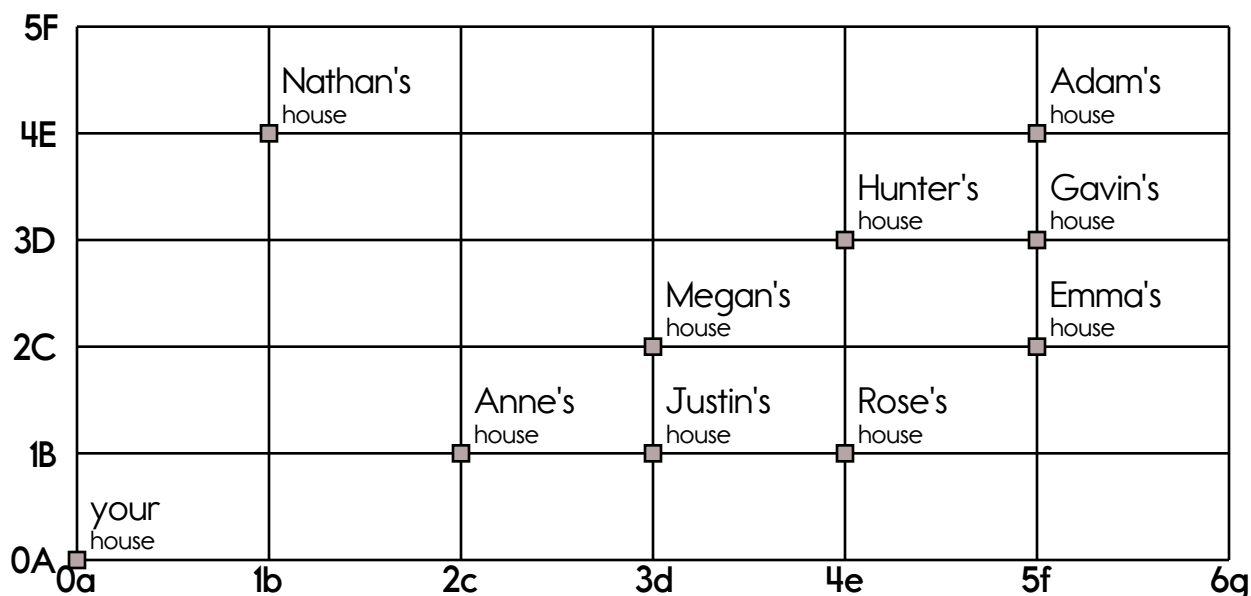 5F
Nathan's
house
Adam's
house
4E
Hunter's
house
Gavin's
house
3D
Megan's
house
Emma's
house
2C
Anne's
house
Justin's
house
Rose's
house
1B
your
house
0A
0a 1b 2c 3d 4e 5f 6g